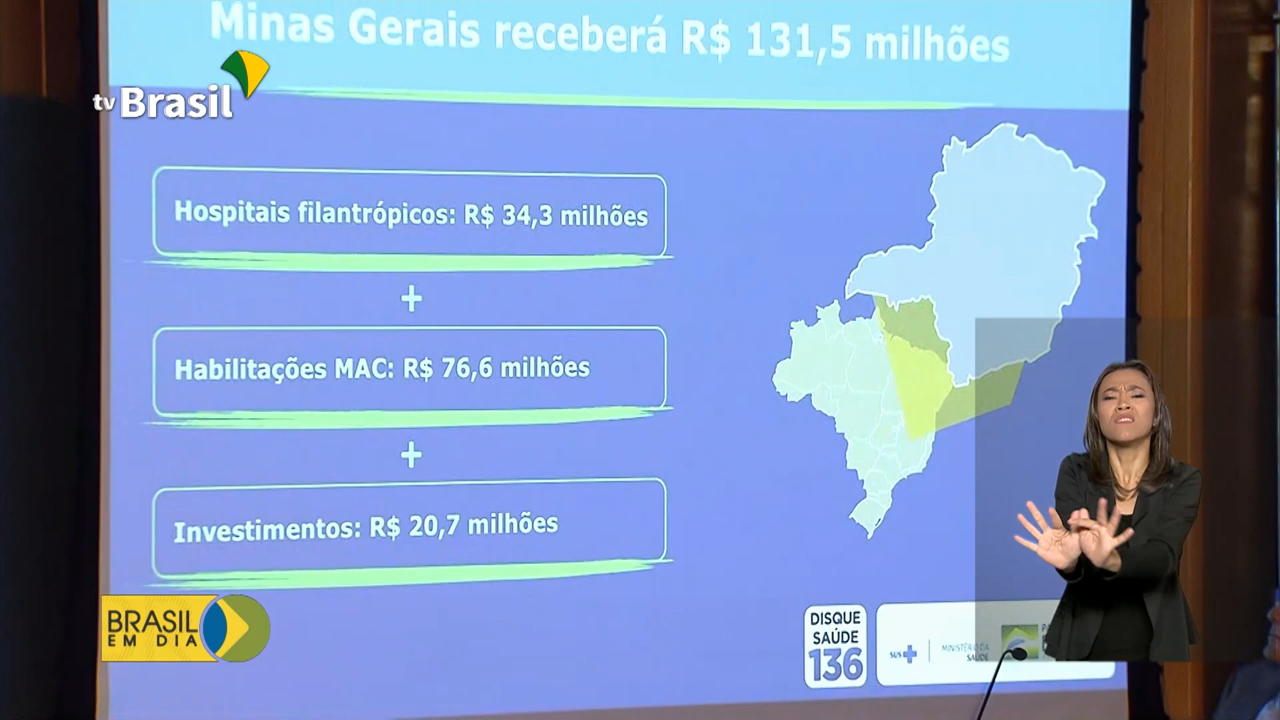 Minas Gerais receberá R$ 131,5 milhões
tv Brasil
Hospitais filantrópicos: R$ 34,3 milhões
+
Habilitações MAC: R$ 76,6 milhões
+
Investimentos: R$ 20,7 milhões
BRASIL
EM DIA
DISQUE
SAÚDE
136
SUS
MINISTÉRIO DA
SAÚDE